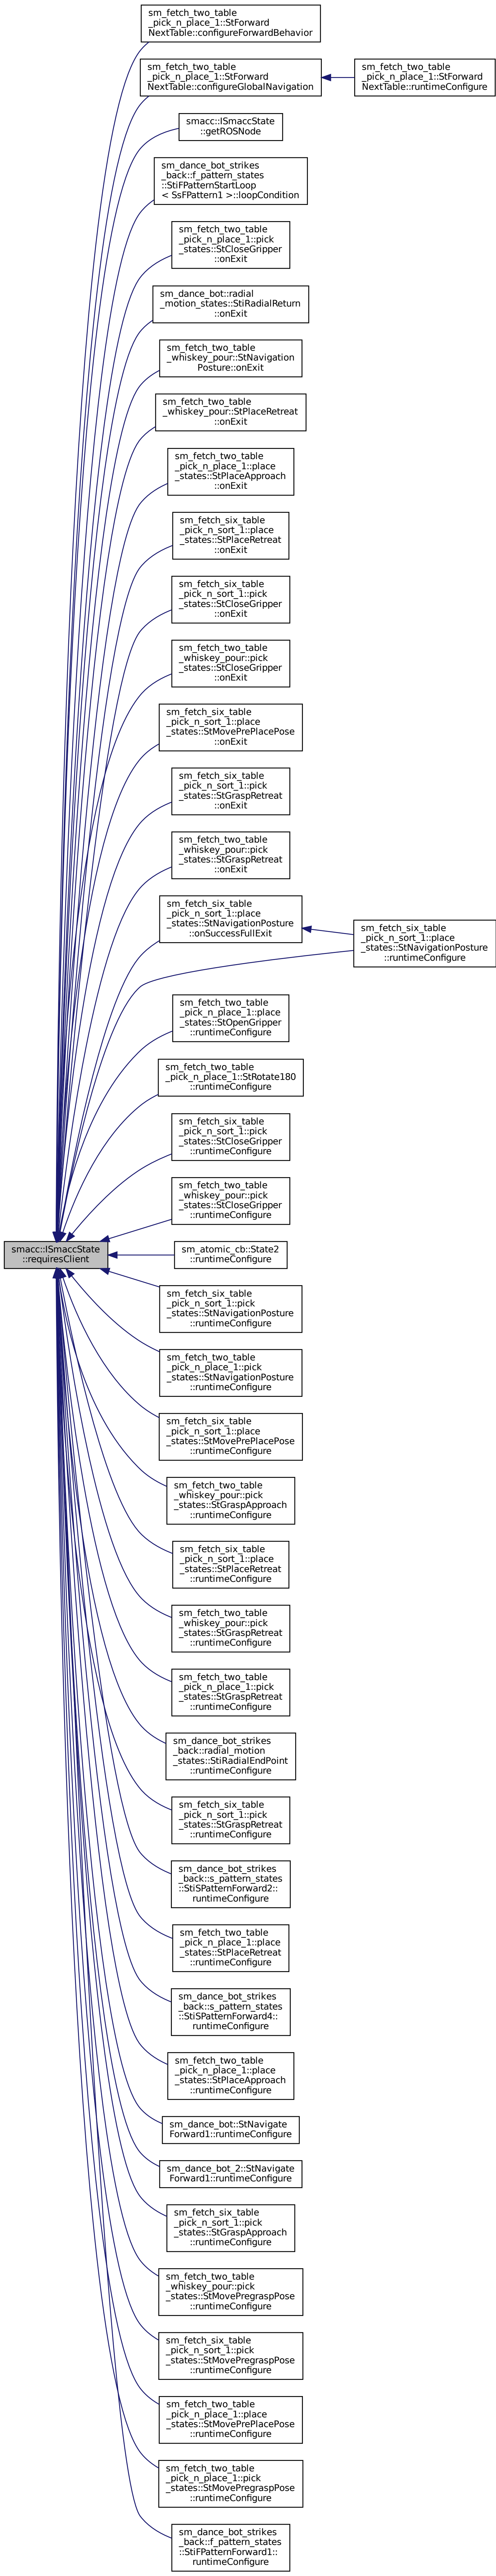 sm_fetch_two_table
_pick_n_place_1::StForward
NextTable::configureForwardBehavior
sm_fetch_two_table
_pick_n_place_1::StForward
NextTable::configureGlobalNavigation
sm_fetch_two_table
_pick_n_place_1::StForward
NextTable::runtimeConfigure
smacc::ISmaccState
::getROSNode
sm_dance_bot_strikes
_back::f_pattern_states
::StiFPatternStartLoop
< SsFPattern1 >::loopCondition
sm_fetch_two_table
_pick_n_place_1::pick
_states::StCloseGripper
::onExit
sm_dance_bot::radial
_motion_states::StiRadialReturn
::onExit
sm_fetch_two_table
_whiskey_pour::StNavigation
Posture::onExit
sm_fetch_two_table
_whiskey_pour::StPlaceRetreat
::onExit
sm_fetch_two_table
_pick_n_place_1::place
_states::StPlaceApproach
::onExit
sm_fetch_six_table
_pick_n_sort_1::place
_states::StPlaceRetreat
::onExit
sm_fetch_six_table
_pick_n_sort_1::pick
_states::StCloseGripper
::onExit
sm_fetch_two_table
_whiskey_pour::pick
_states::StCloseGripper
::onExit
sm_fetch_six_table
_pick_n_sort_1::place
_states::StMovePrePlacePose
::onExit
sm_fetch_six_table
_pick_n_sort_1::pick
_states::StGraspRetreat
::onExit
sm_fetch_two_table
_whiskey_pour::pick
_states::StGraspRetreat
::onExit
sm_fetch_six_table
_pick_n_sort_1::place
_states::StNavigationPosture
::onSuccessFullExit
sm_fetch_six_table
_pick_n_sort_1::place
_states::StNavigationPosture
::runtimeConfigure
sm_fetch_two_table
_pick_n_place_1::place
_states::StOpenGripper
::runtimeConfigure
sm_fetch_two_table
_pick_n_place_1::StRotate180
::runtimeConfigure
sm_fetch_six_table
_pick_n_sort_1::pick
_states::StCloseGripper
::runtimeConfigure
sm_fetch_two_table
_whiskey_pour::pick
_states::StCloseGripper
::runtimeConfigure
smacc::ISmaccState
::requiresClient
sm_atomic_cb::State2
::runtimeConfigure
sm_fetch_six_table
_pick_n_sort_1::pick
_states::StNavigationPosture
::runtimeConfigure
sm_fetch_two_table
_pick_n_place_1::pick
_states::StNavigationPosture
::runtimeConfigure
sm_fetch_six_table
_pick_n_sort_1::place
_states::StMovePrePlacePose
::runtimeConfigure
sm_fetch_two_table
_whiskey_pour::pick
_states::StGraspApproach
::runtimeConfigure
sm_fetch_six_table
_pick_n_sort_1::place
_states::StPlaceRetreat
::runtimeConfigure
sm_fetch_two_table
_whiskey_pour::pick
_states::StGraspRetreat
::runtimeConfigure
sm_fetch_two_table
_pick_n_place_1::pick
_states::StGraspRetreat
::runtimeConfigure
sm_dance_bot_strikes
_back::radial_motion
_states::StiRadialEndPoint
::runtimeConfigure
sm_fetch_six_table
_pick_n_sort_1::pick
_states::StGraspRetreat
::runtimeConfigure
sm_dance_bot_strikes
_back::s_pattern_states
::StiSPatternForward2::
runtimeConfigure
sm_fetch_two_table
_pick_n_place_1::place
_states::StPlaceRetreat
::runtimeConfigure
sm_dance_bot_strikes
_back::s_pattern_states
::StiSPatternForward4::
runtimeConfigure
sm_fetch_two_table
_pick_n_place_1::place
_states::StPlaceApproach
::runtimeConfigure
sm_dance_bot::StNavigate
Forward1::runtimeConfigure
sm_dance_bot_2::StNavigate
Forward1::runtimeConfigure
sm_fetch_six_table
_pick_n_sort_1::pick
_states::StGraspApproach
::runtimeConfigure
sm_fetch_two_table
_whiskey_pour::pick
_states::StMovePregraspPose
::runtimeConfigure
sm_fetch_six_table
_pick_n_sort_1::pick
_states::StMovePregraspPose
::runtimeConfigure
sm_fetch_two_table
_pick_n_place_1::place
_states::StMovePrePlacePose
::runtimeConfigure
sm_fetch_two_table
_pick_n_place_1::pick
_states::StMovePregraspPose
::runtimeConfigure
sm_dance_bot_strikes
_back::f_pattern_states
::StiFPatternForward1::
runtimeConfigure